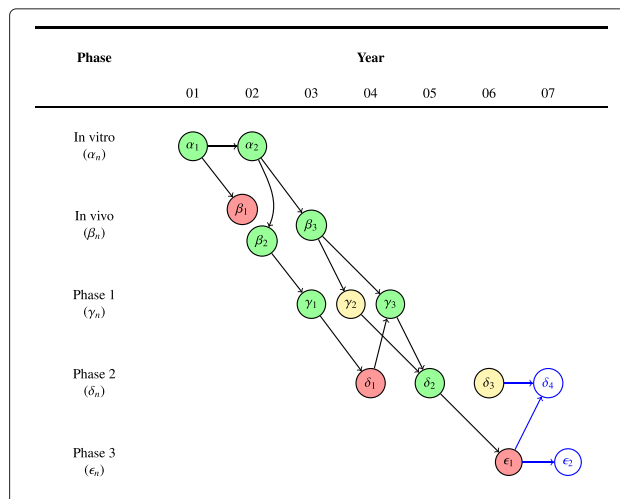 Phase Year
01 02 03 04 05 06 07
In vitro
(αₙ)
α₁ α₂
In vivo
(βₙ)
β₁
β₂
β₃
Phase 1
(γₙ)
γ₁ γ₂ γ₃
Phase 2
(δₙ)
δ₁ δ₂ δ₃ δ₄
Phase 3
(ϵₙ)
ϵ₁ ϵ₂